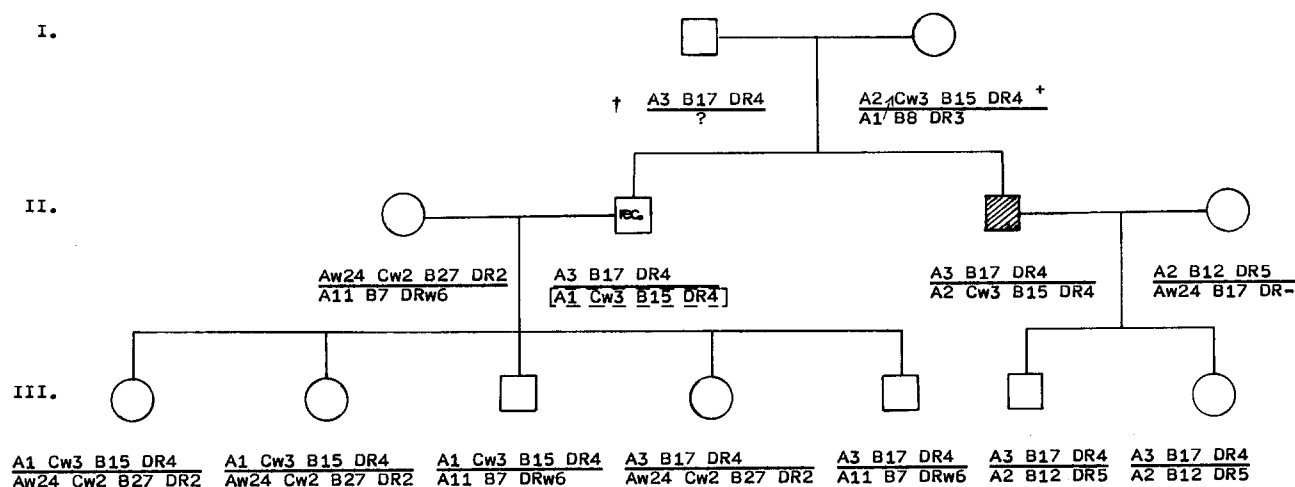 I.
† A3 B17 DR4
?
A2 Cw3 B15 DR4 +
A1 B8 DR3
II.
rec.
Aw24 Cw2 B27 DR2
A11 B7 DRw6
A3 B17 DR4
[A1 Cw3 B15 DR4]
A3 B17 DR4
A2 Cw3 B15 DR4
A2 B12 DR5
Aw24 B17 DR-
III.
A1 Cw3 B15 DR4
Aw24 Cw2 B27 DR2
A1 Cw3 B15 DR4
Aw24 Cw2 B27 DR2
A1 Cw3 B15 DR4
A11 B7 DRw6
A3 B17 DR4
Aw24 Cw2 B27 DR2
A3 B17 DR4
A11 B7 DRw6
A3 B17 DR4
A2 B12 DR5
A3 B17 DR4
A2 B12 DR5